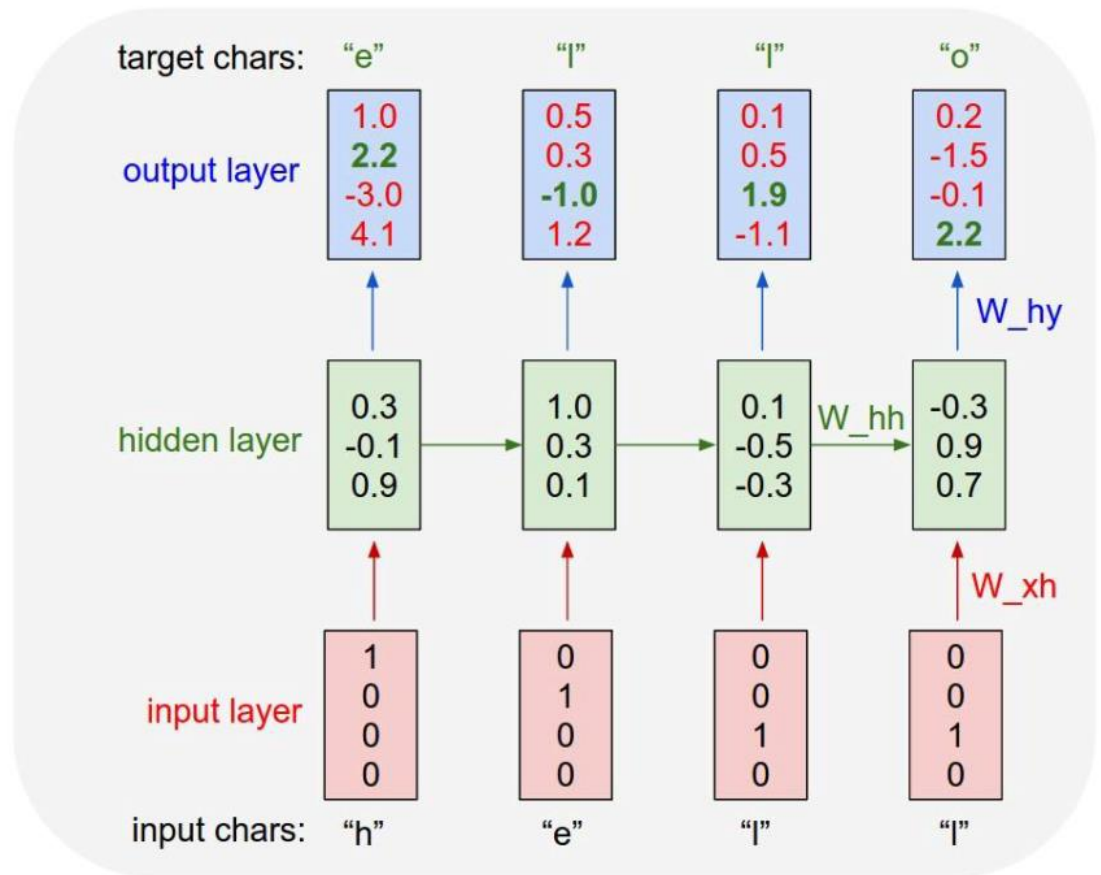 target chars: “e” “l” “l” “o”
output layer
1.0 0.5 0.1 0.2
2.2 0.3 0.5 -1.5
-3.0 -1.0 1.9 -0.1
4.1 1.2 -1.1 2.2
W_hy
hidden layer
0.3 1.0 0.1 -0.3
-0.1 0.3 -0.5 0.9
0.9 0.1 -0.3 0.7
W_hh
W_xh
input layer
1 0 0 0
0 1 0 0
0 0 1 1
0 0 0 0
input chars: “h” “e” “l” “l”